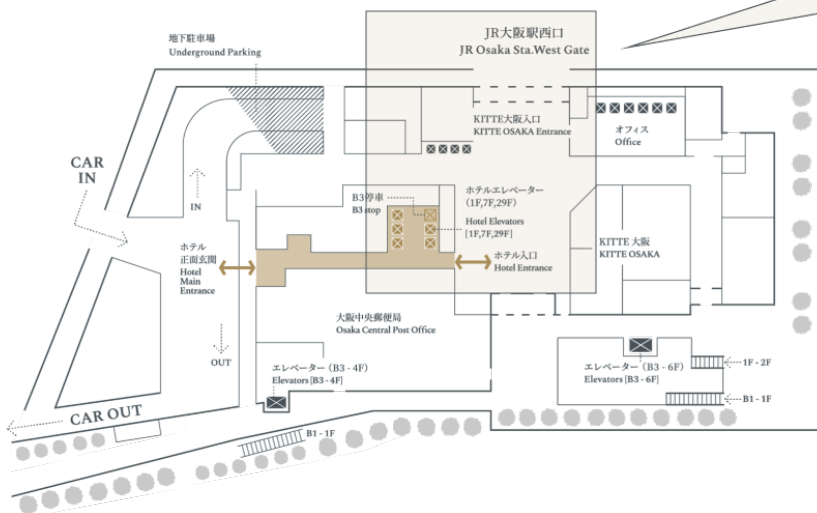 JR大阪駅西口
JR Osaka Sta.West Gate
地下駐車場
Underground Parking
KITTE大阪入口
KITTE OSAKA Entrance
オフィス
Office
CAR
IN
IN
B3停車
B3 stop
ホテルエレベーター
(1F,7F,29F)
Hotel Elevators
[1F,7F,29F]
ホテル
正面玄関
Hotel
Main
Entrance
ホテル入口
Hotel Entrance
KITTE 大阪
KITTE OSAKA
大阪中央郵便局
Osaka Central Post Office
OUT
エレベーター（B3 - 4F）
Elevators [B3 - 4F]
エレベーター（B3 - 6F）
Elevators [B3 - 6F]
1F - 2F
B1 - 1F
CAR OUT
B1 - 1F